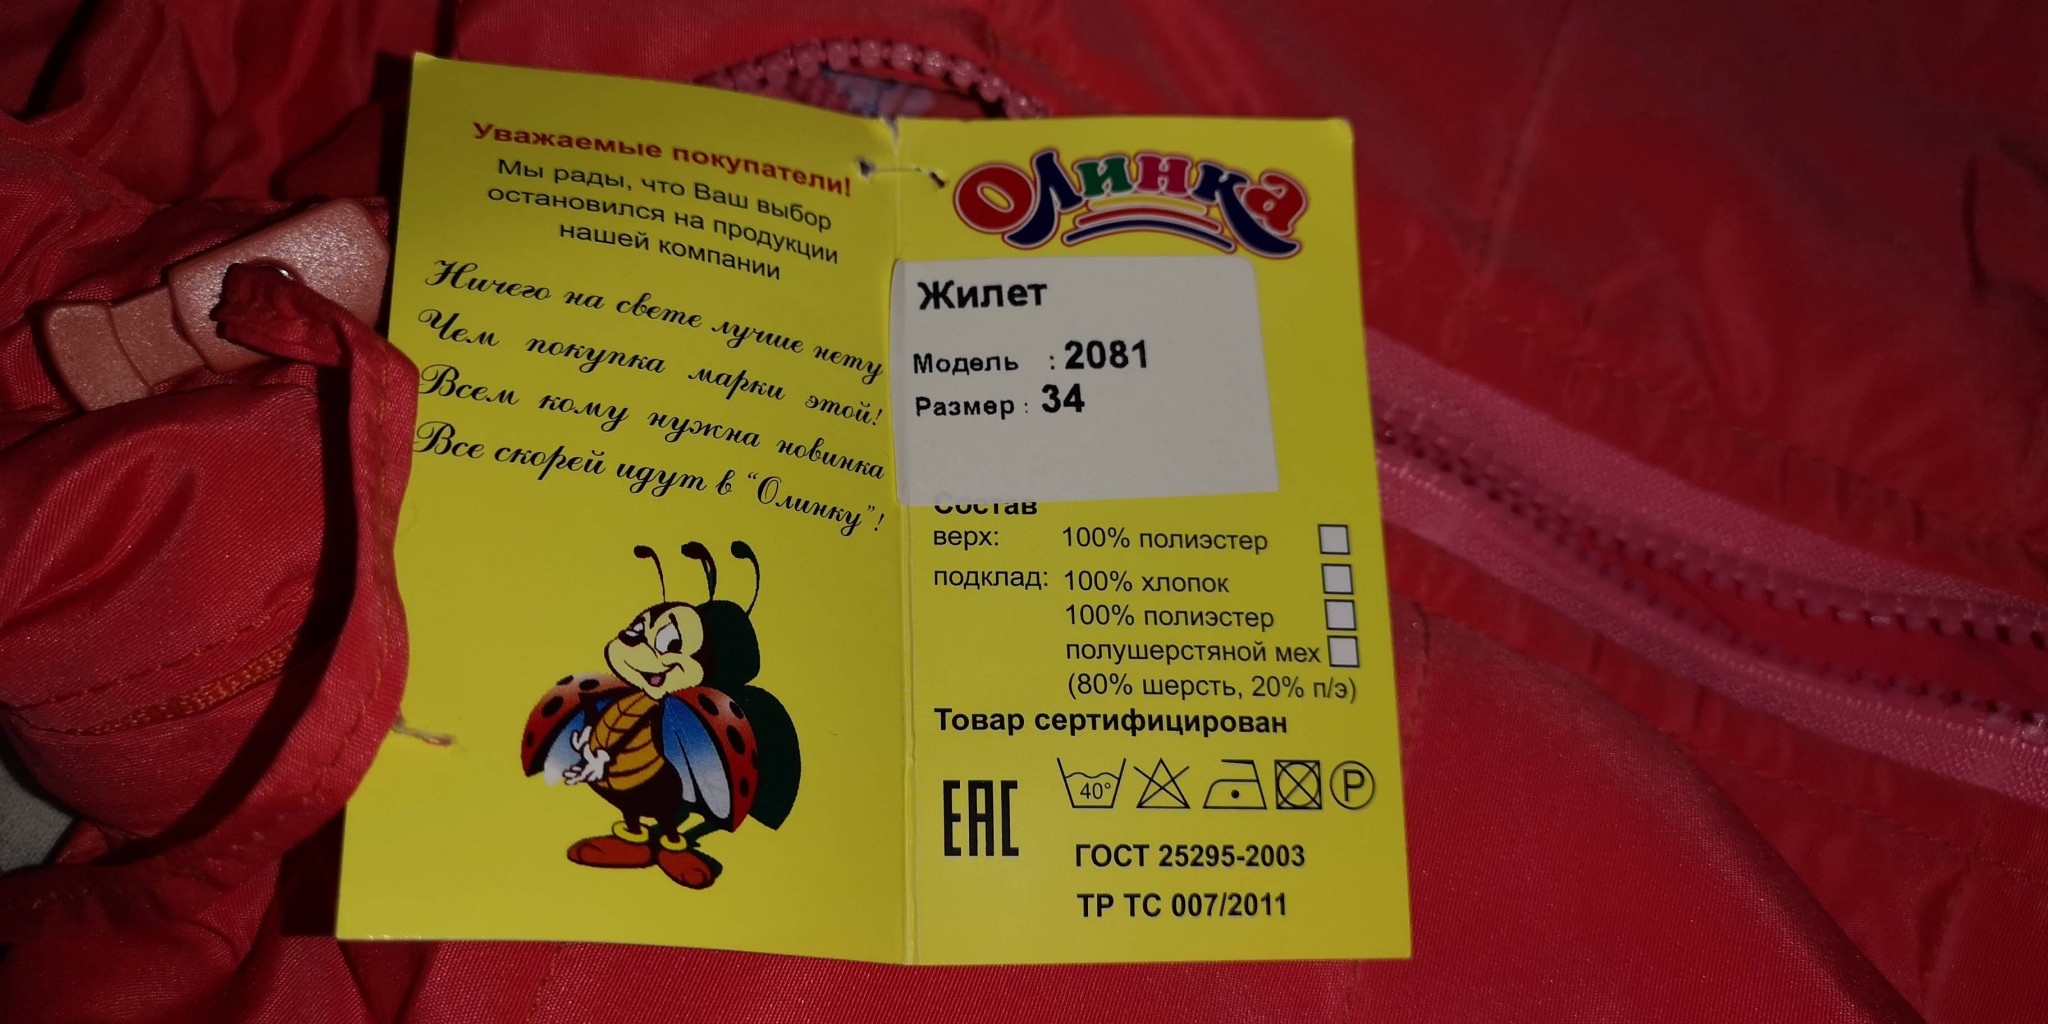 Уважаемые покупатели!
Мы рады, что Ваш выбор
остановился на продукции
нашей компании
Ничего на свете лучше нету
Чем покупка марки этой!
Всем кому нужна новинка
Все скорей идут в "Олинку"!
Олинка
Жилет
Модель : 2081
Размер : 34
Состав
верх: 100% полиэстер
подклад: 100% хлопок
100% полиэстер
полушерстяной мех
(80% шерсть, 20% п/э)
Товар сертифицирован
EAC 40° P
ГОСТ 25295-2003
ТР ТС 007/2011